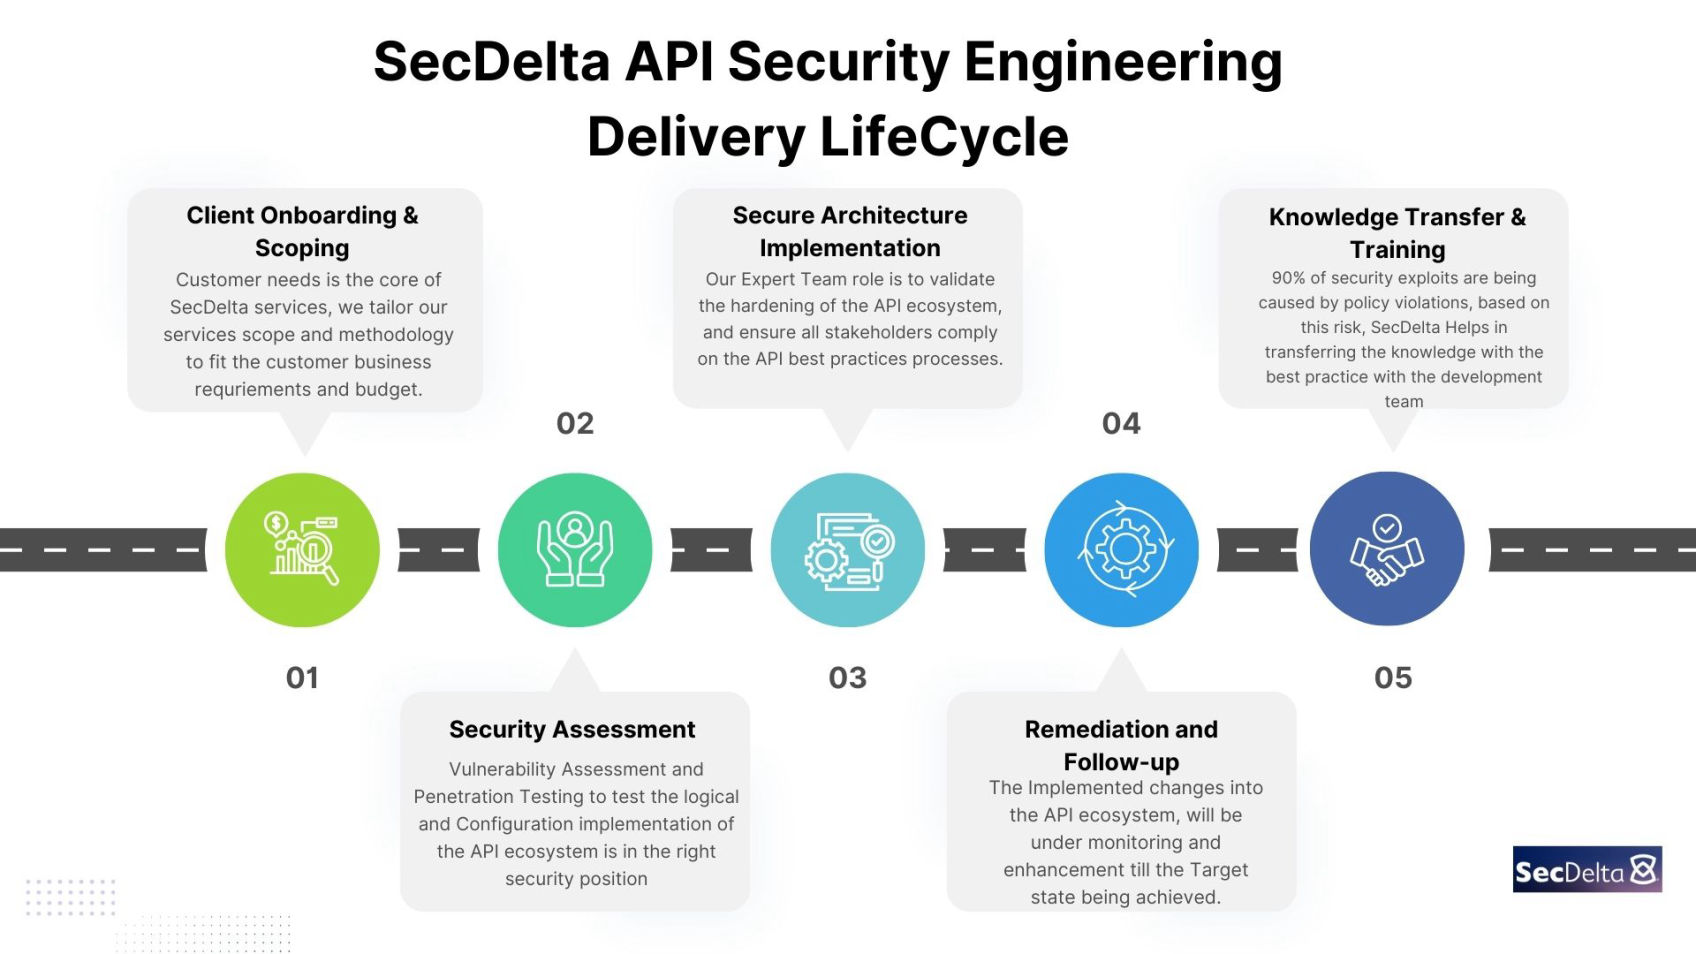 SecDelta API Security Engineering
Delivery LifeCycle
Client Onboarding &
Scoping
Customer needs is the core of
SecDelta services, we tailor our
services scope and methodology
to fit the customer business
requriements and budget.
01
02
Security Assessment
Vulnerability Assessment and
Penetration Testing to test the logical
and Configuration implementation of
the API ecosystem is in the right
security position
Secure Architecture
Implementation
Our Expert Team role is to validate
the hardening of the API ecosystem,
and ensure all stakeholders comply
on the API best practices processes.
03
04
Remediation and
Follow-up
The Implemented changes into
the API ecosystem, will be
under monitoring and
enhancement till the Target
state being achieved.
Knowledge Transfer &
Training
90% of security exploits are being
caused by policy violations, based on
this risk, SecDelta Helps in
transferring the knowledge with the
best practice with the development
team
05
SecDelta